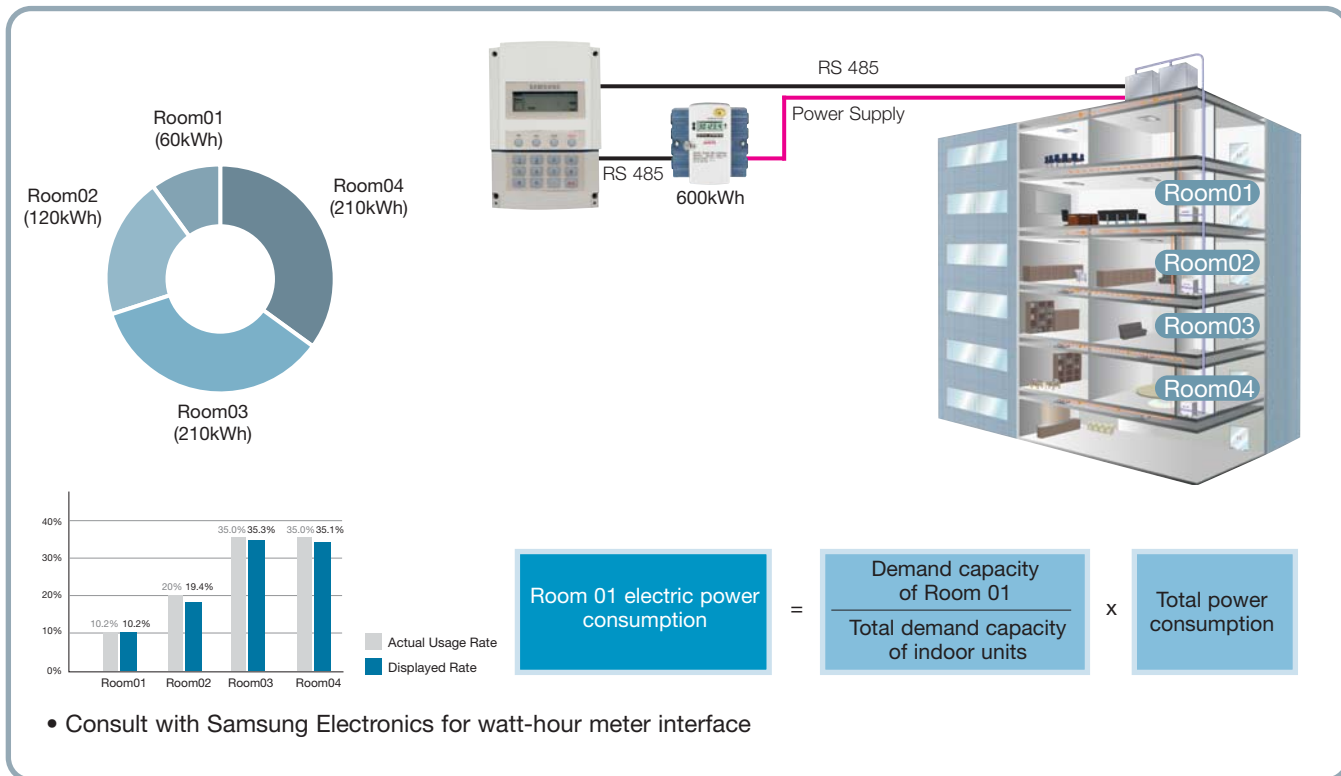 Room01
(60kWh)
Room02
(120kWh)
Room04
(210kWh)
Room03
(210kWh)
SAMSUNG
RS 485
Power Supply
RS 485
600kWh
Room01
Room02
Room03
Room04
40%
30%
20%
10%
0%
10.2% 10.2%
20% 19.4%
35.0% 35.3%
35.0% 35.1%
Room01 Room02 Room03 Room04
Actual Usage Rate
Displayed Rate
Room 01 electric power
consumption
=
Demand capacity
of Room 01
Total demand capacity
of indoor units
x
Total power
consumption
• Consult with Samsung Electronics for watt-hour meter interface